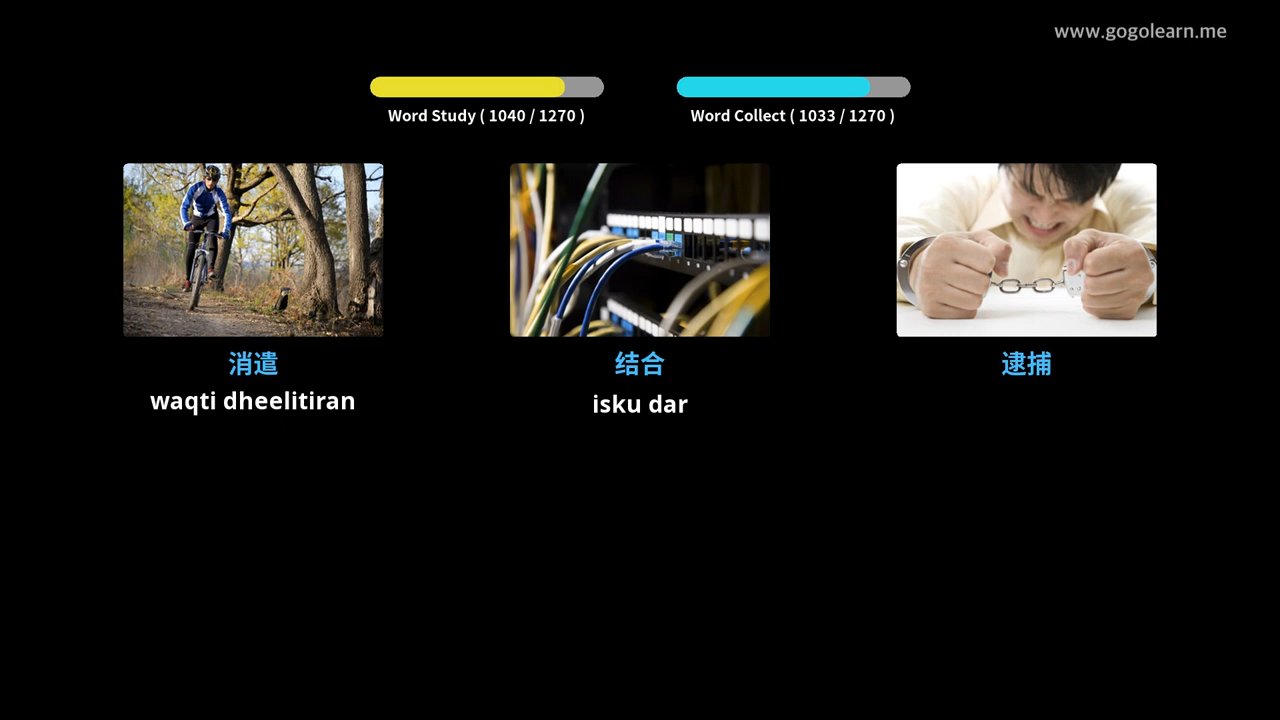 www.gogolearn.me
Word Study ( 1040 / 1270 )
Word Collect ( 1033 / 1270 )
消遣
结合
逮捕
waqti dheelitiran
isku dar